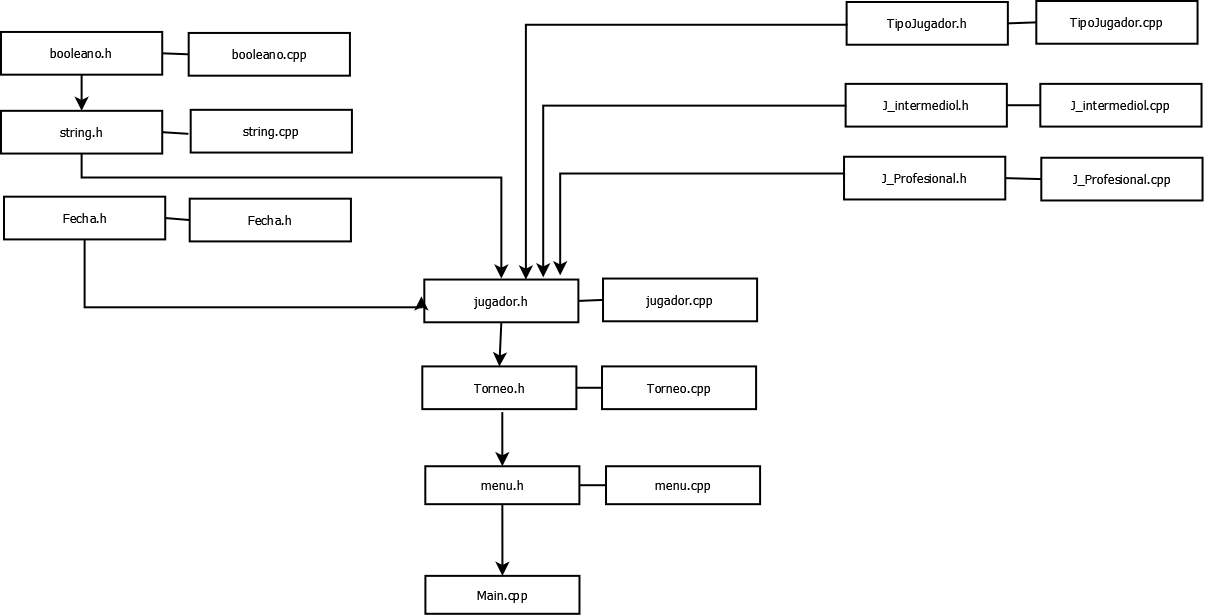 TipoJugador.h
TipoJugador.cpp
booleano.h
booleano.cpp
J_intermediol.h
J_intermediol.cpp
string.h
string.cpp
J_Profesional.h
J_Profesional.cpp
Fecha.h
Fecha.h
jugador.h
jugador.cpp
Torneo.h
Torneo.cpp
menu.h
menu.cpp
Main.cpp